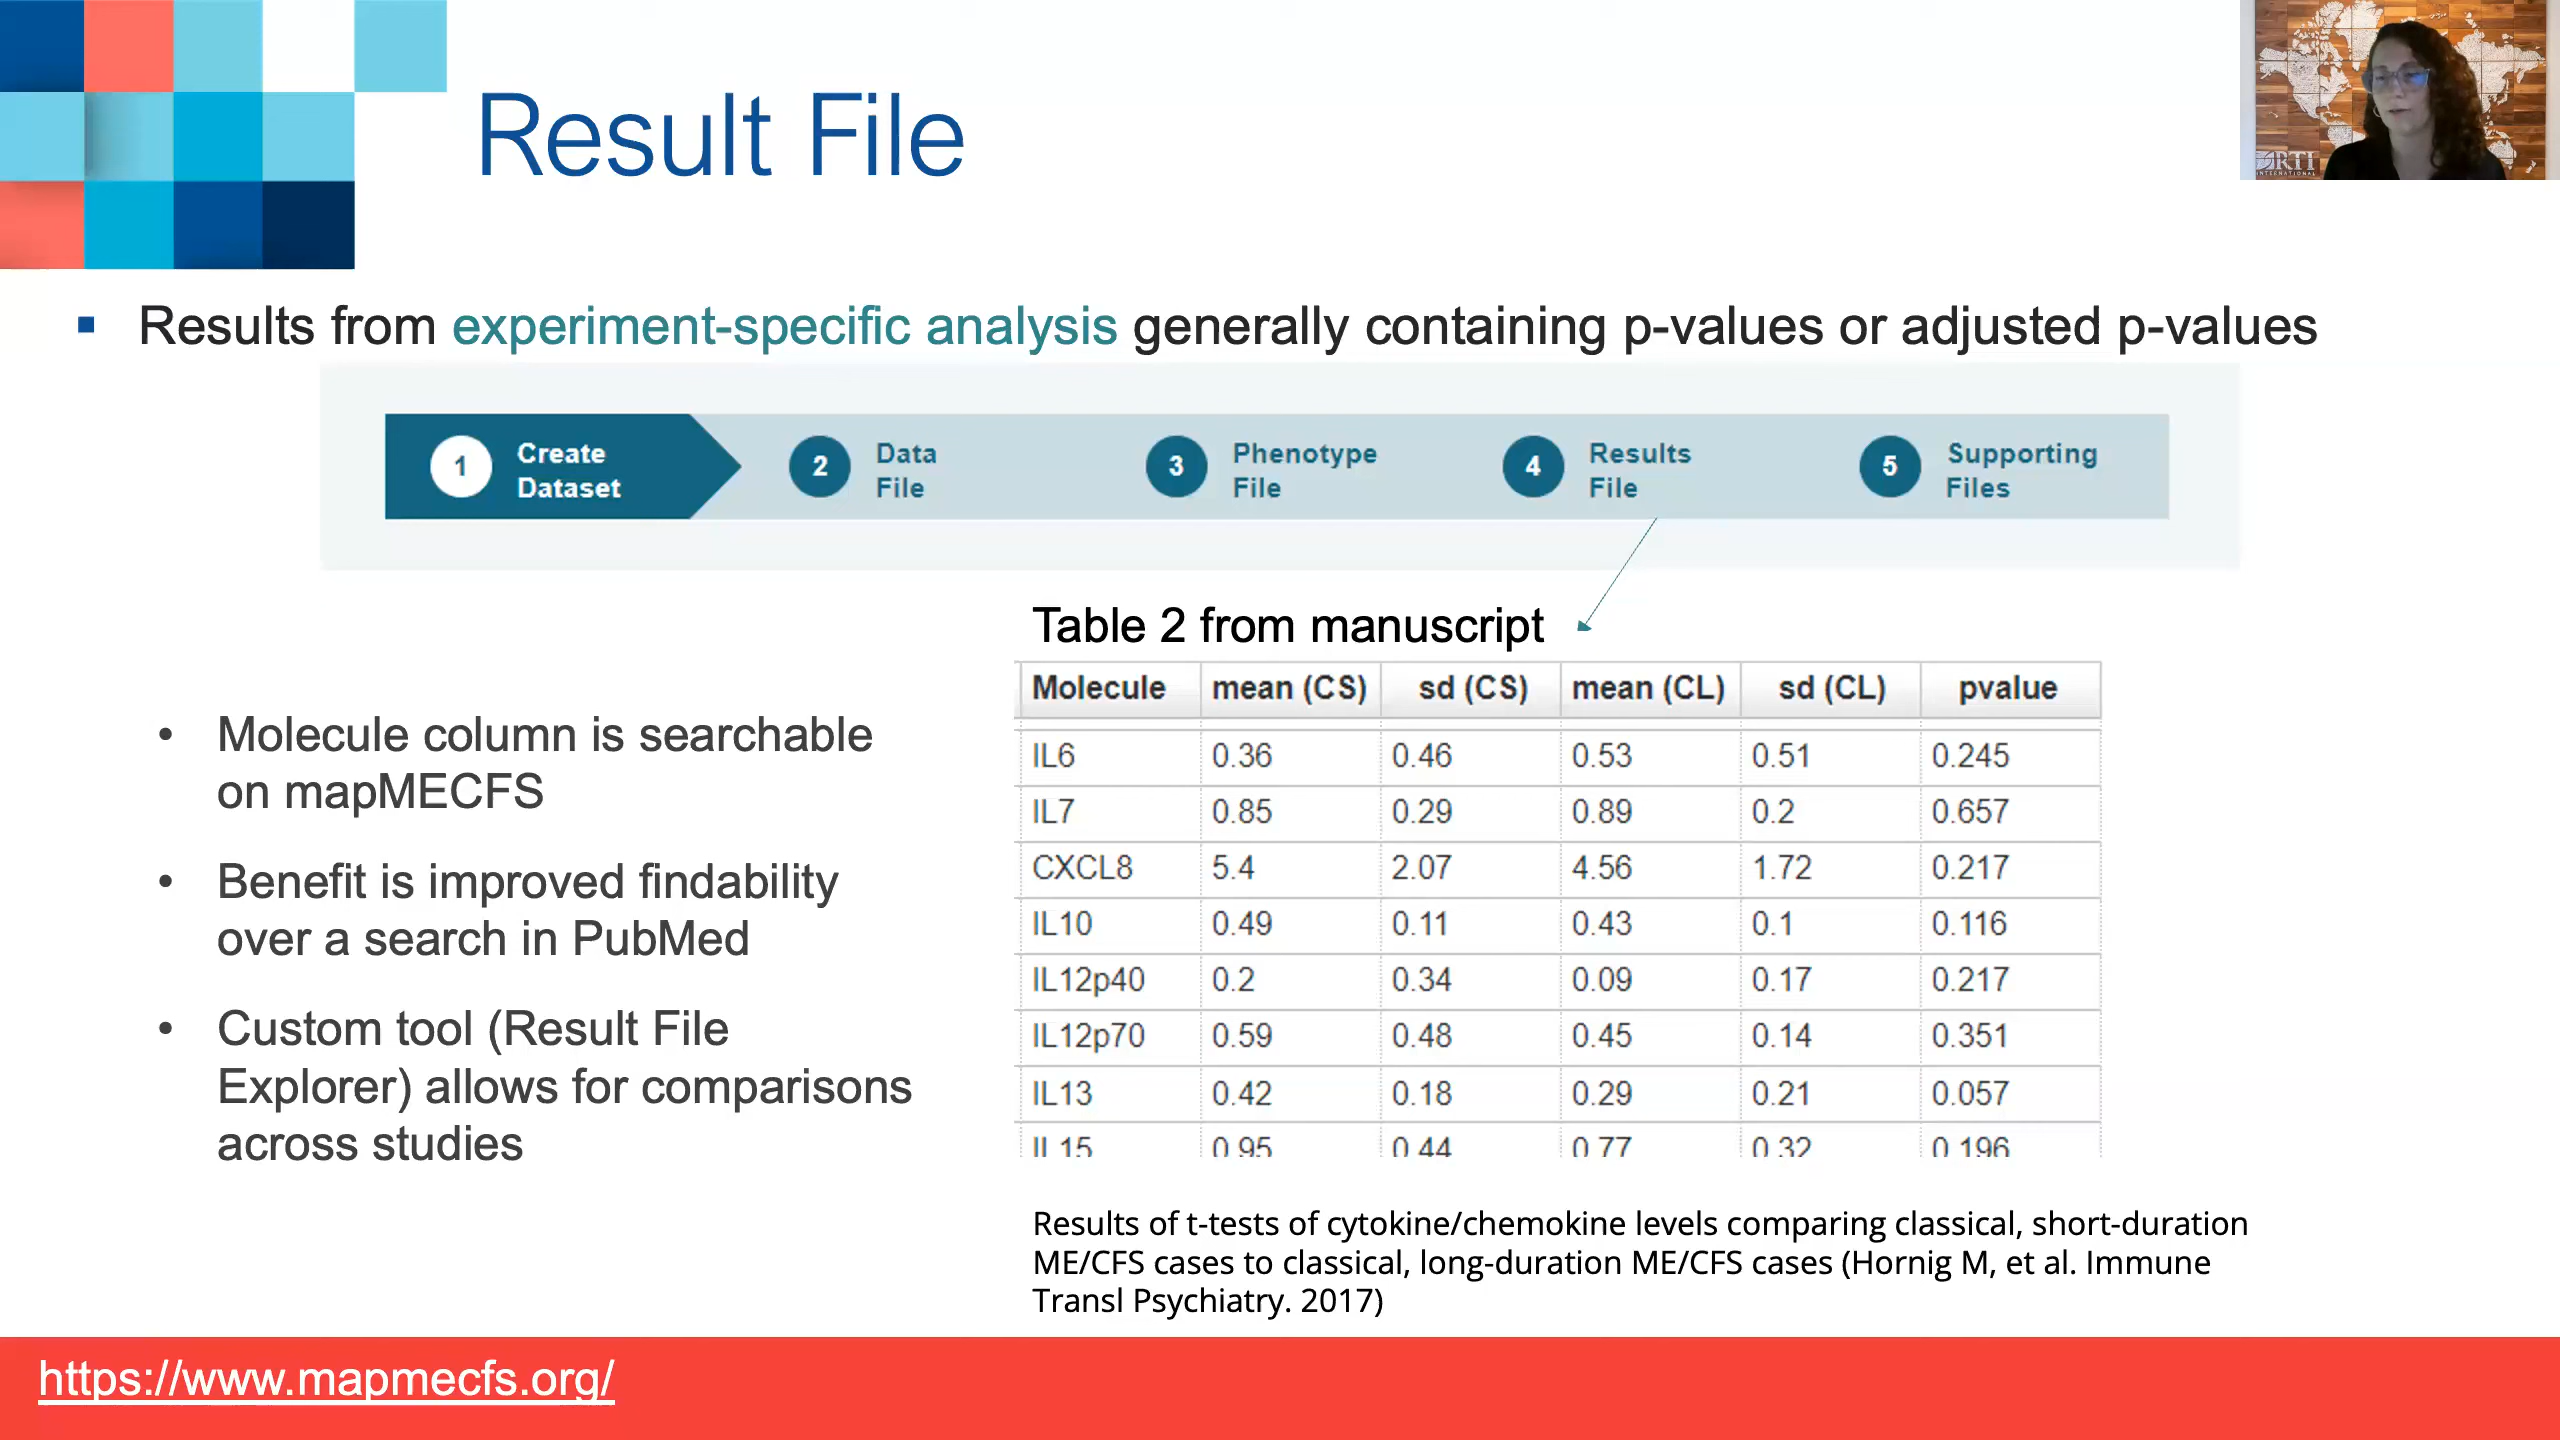 Result File
RTI
INTERNATIONAL
▪ Results from experiment-specific analysis generally containing p-values or adjusted p-values
1 Create Dataset
2 Data File
3 Phenotype File
4 Results File
5 Supporting Files
• Molecule column is searchable
on mapMECFS
• Benefit is improved findability
over a search in PubMed
• Custom tool (Result File
Explorer) allows for comparisons
across studies
Table 2 from manuscript
Molecule mean (CS) sd (CS) mean (CL) sd (CL) pvalue
IL6 0.36 0.46 0.53 0.51 0.245
IL7 0.85 0.29 0.89 0.2 0.657
CXCL8 5.4 2.07 4.56 1.72 0.217
IL10 0.49 0.11 0.43 0.1 0.116
IL12p40 0.2 0.34 0.09 0.17 0.217
IL12p70 0.59 0.48 0.45 0.14 0.351
IL13 0.42 0.18 0.29 0.21 0.057
IL15 0.95 0.44 0.77 0.32 0.196
Results of t-tests of cytokine/chemokine levels comparing classical, short-duration
ME/CFS cases to classical, long-duration ME/CFS cases (Hornig M, et al. Immune
Transl Psychiatry. 2017)
https://www.mapmecfs.org/